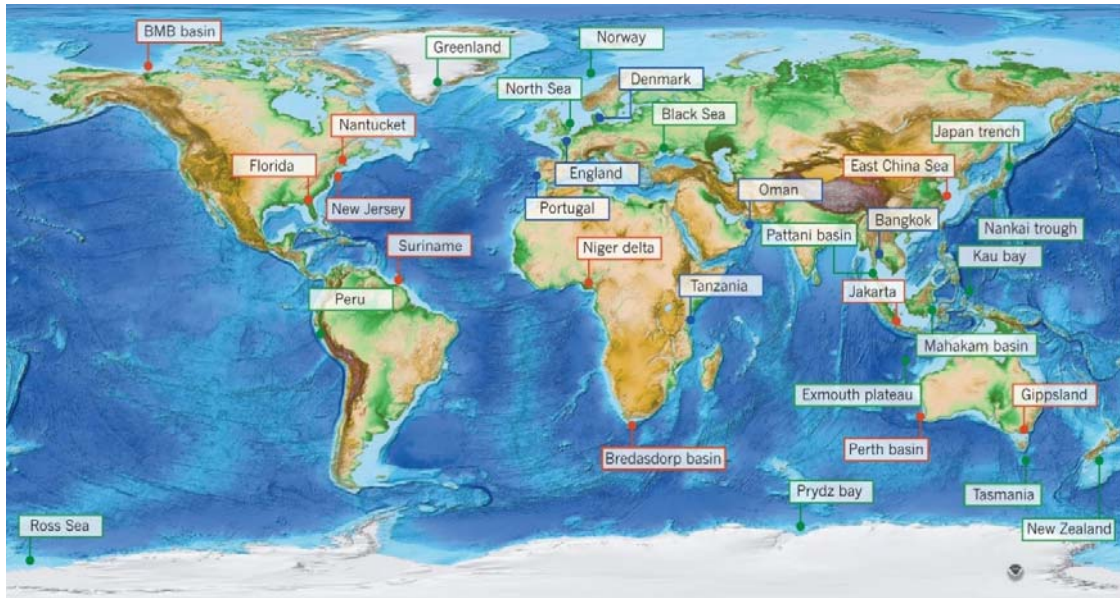 BMB basin
Greenland
Norway
Denmark
North Sea
Black Sea
Nantucket
Japan trench
Florida
England
East China Sea
Oman
New Jersey
Portugal
Bangkok
Pattani basin
Nankai trough
Suriname
Niger delta
Kau bay
Tanzania
Jakarta
Peru
Mahakam basin
Exmouth plateau
Gippsland
Perth basin
Bredasdorp basin
Prydz bay
Tasmania
Ross Sea
New Zealand